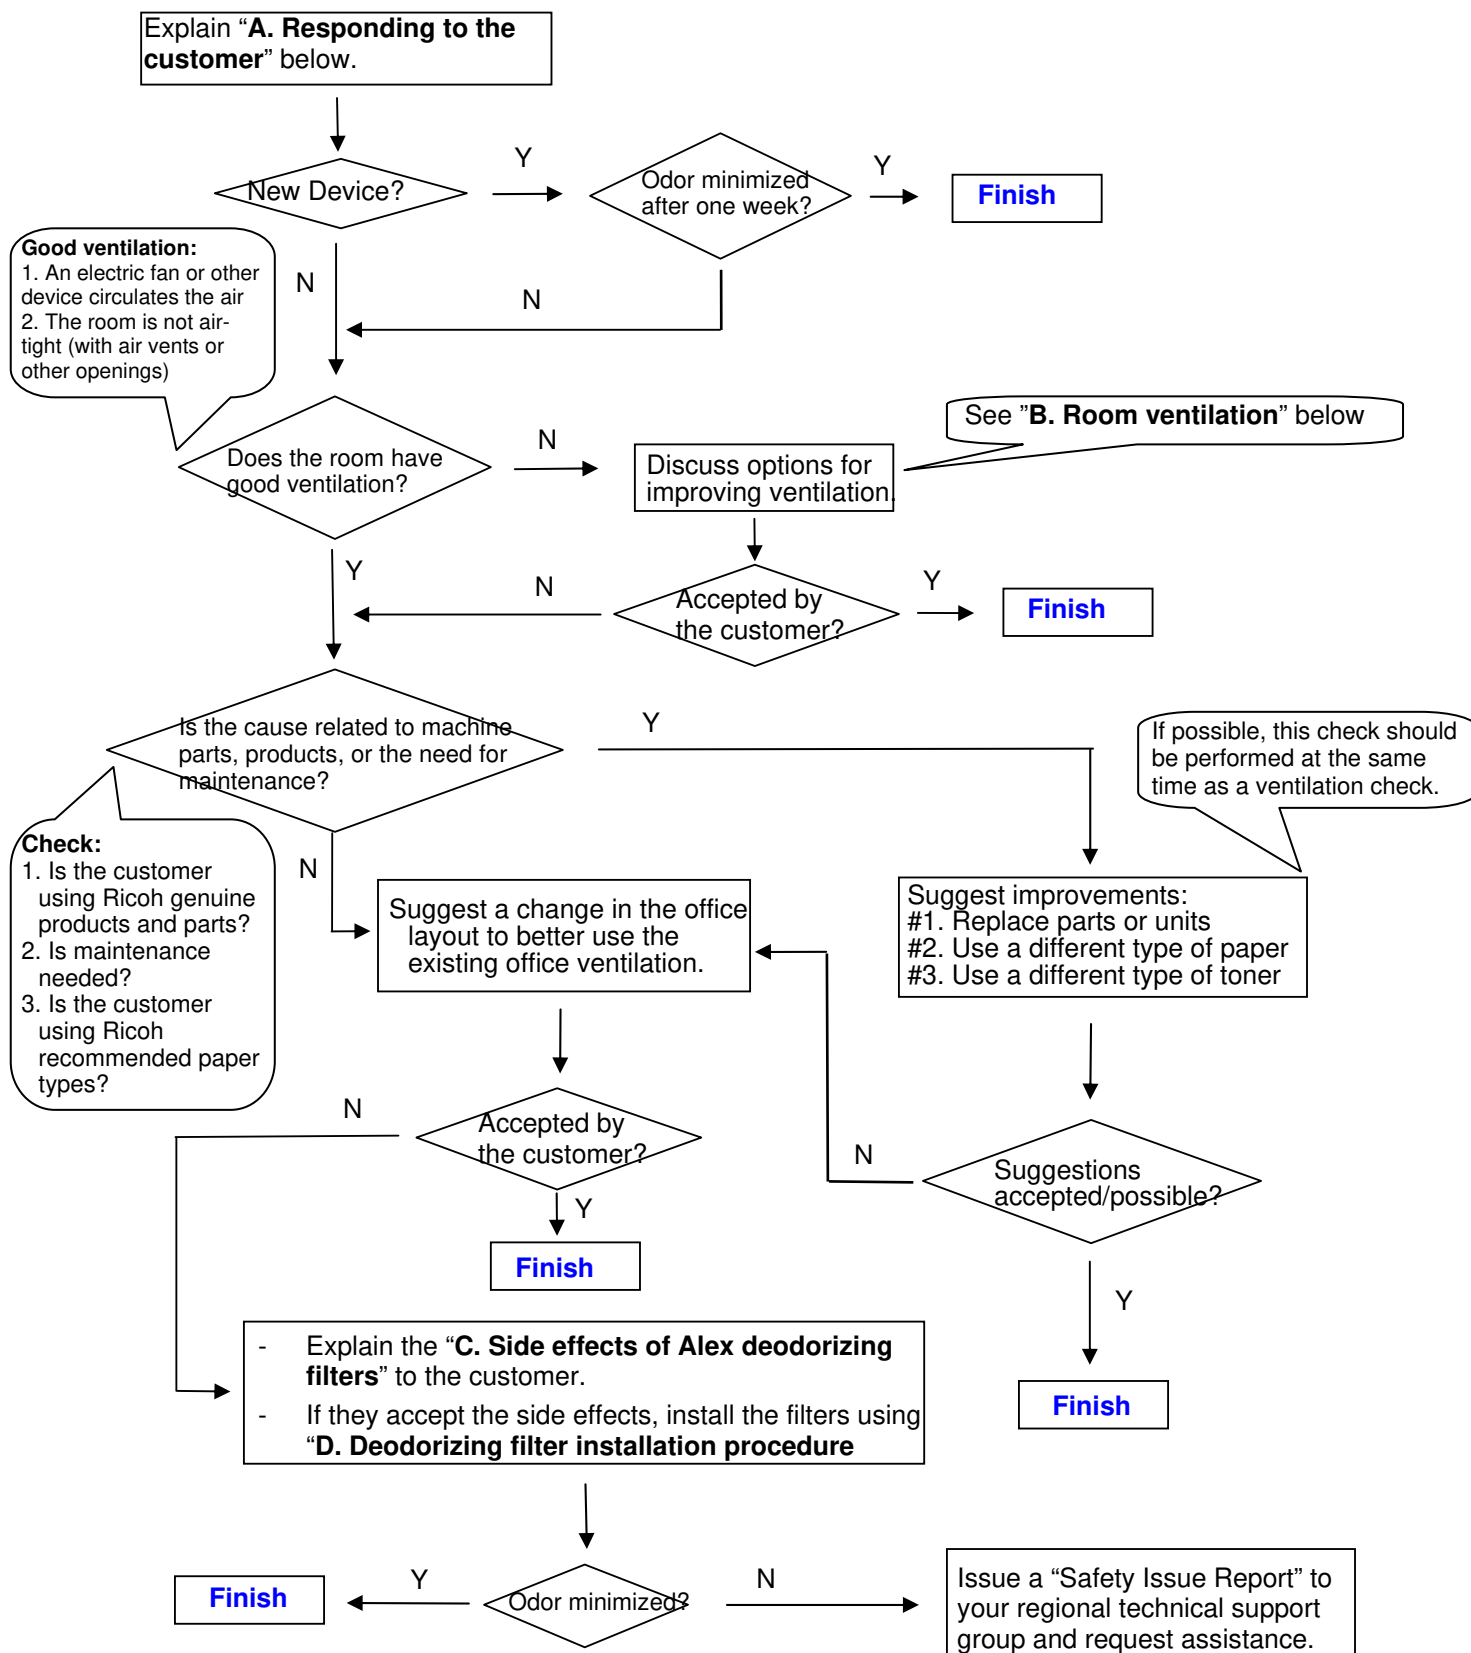 Explain “A. Responding to the
customer” below.
New Device?
Y
Odor minimized
after one week?
Y
Finish
Good ventilation:
1. An electric fan or other
device circulates the air
2. The room is not air-
tight (with air vents or
other openings)
N
N
Does the room have
good ventilation?
N
Discuss options for
improving ventilation.
See ”B. Room ventilation” below
Y
N
Accepted by
the customer?
Y
Finish
Is the cause related to machine
parts, products, or the need for
maintenance?
Y
If possible, this check should
be performed at the same
time as a ventilation check.
Check:
1. Is the customer
using Ricoh genuine
products and parts?
2. Is maintenance
needed?
3. Is the customer
using Ricoh
recommended paper
types?
N
Suggest a change in the office
layout to better use the
existing office ventilation.
Suggest improvements:
#1. Replace parts or units
#2. Use a different type of paper
#3. Use a different type of toner
N
Accepted by
the customer?
N
Suggestions
accepted/possible?
Y
Finish
Y
Finish
- Explain the “C. Side effects of Alex deodorizing
filters” to the customer.
- If they accept the side effects, install the filters using
“D. Deodorizing filter installation procedure
Finish
Y
Odor minimized?
N
Issue a “Safety Issue Report” to
your regional technical support
group and request assistance.